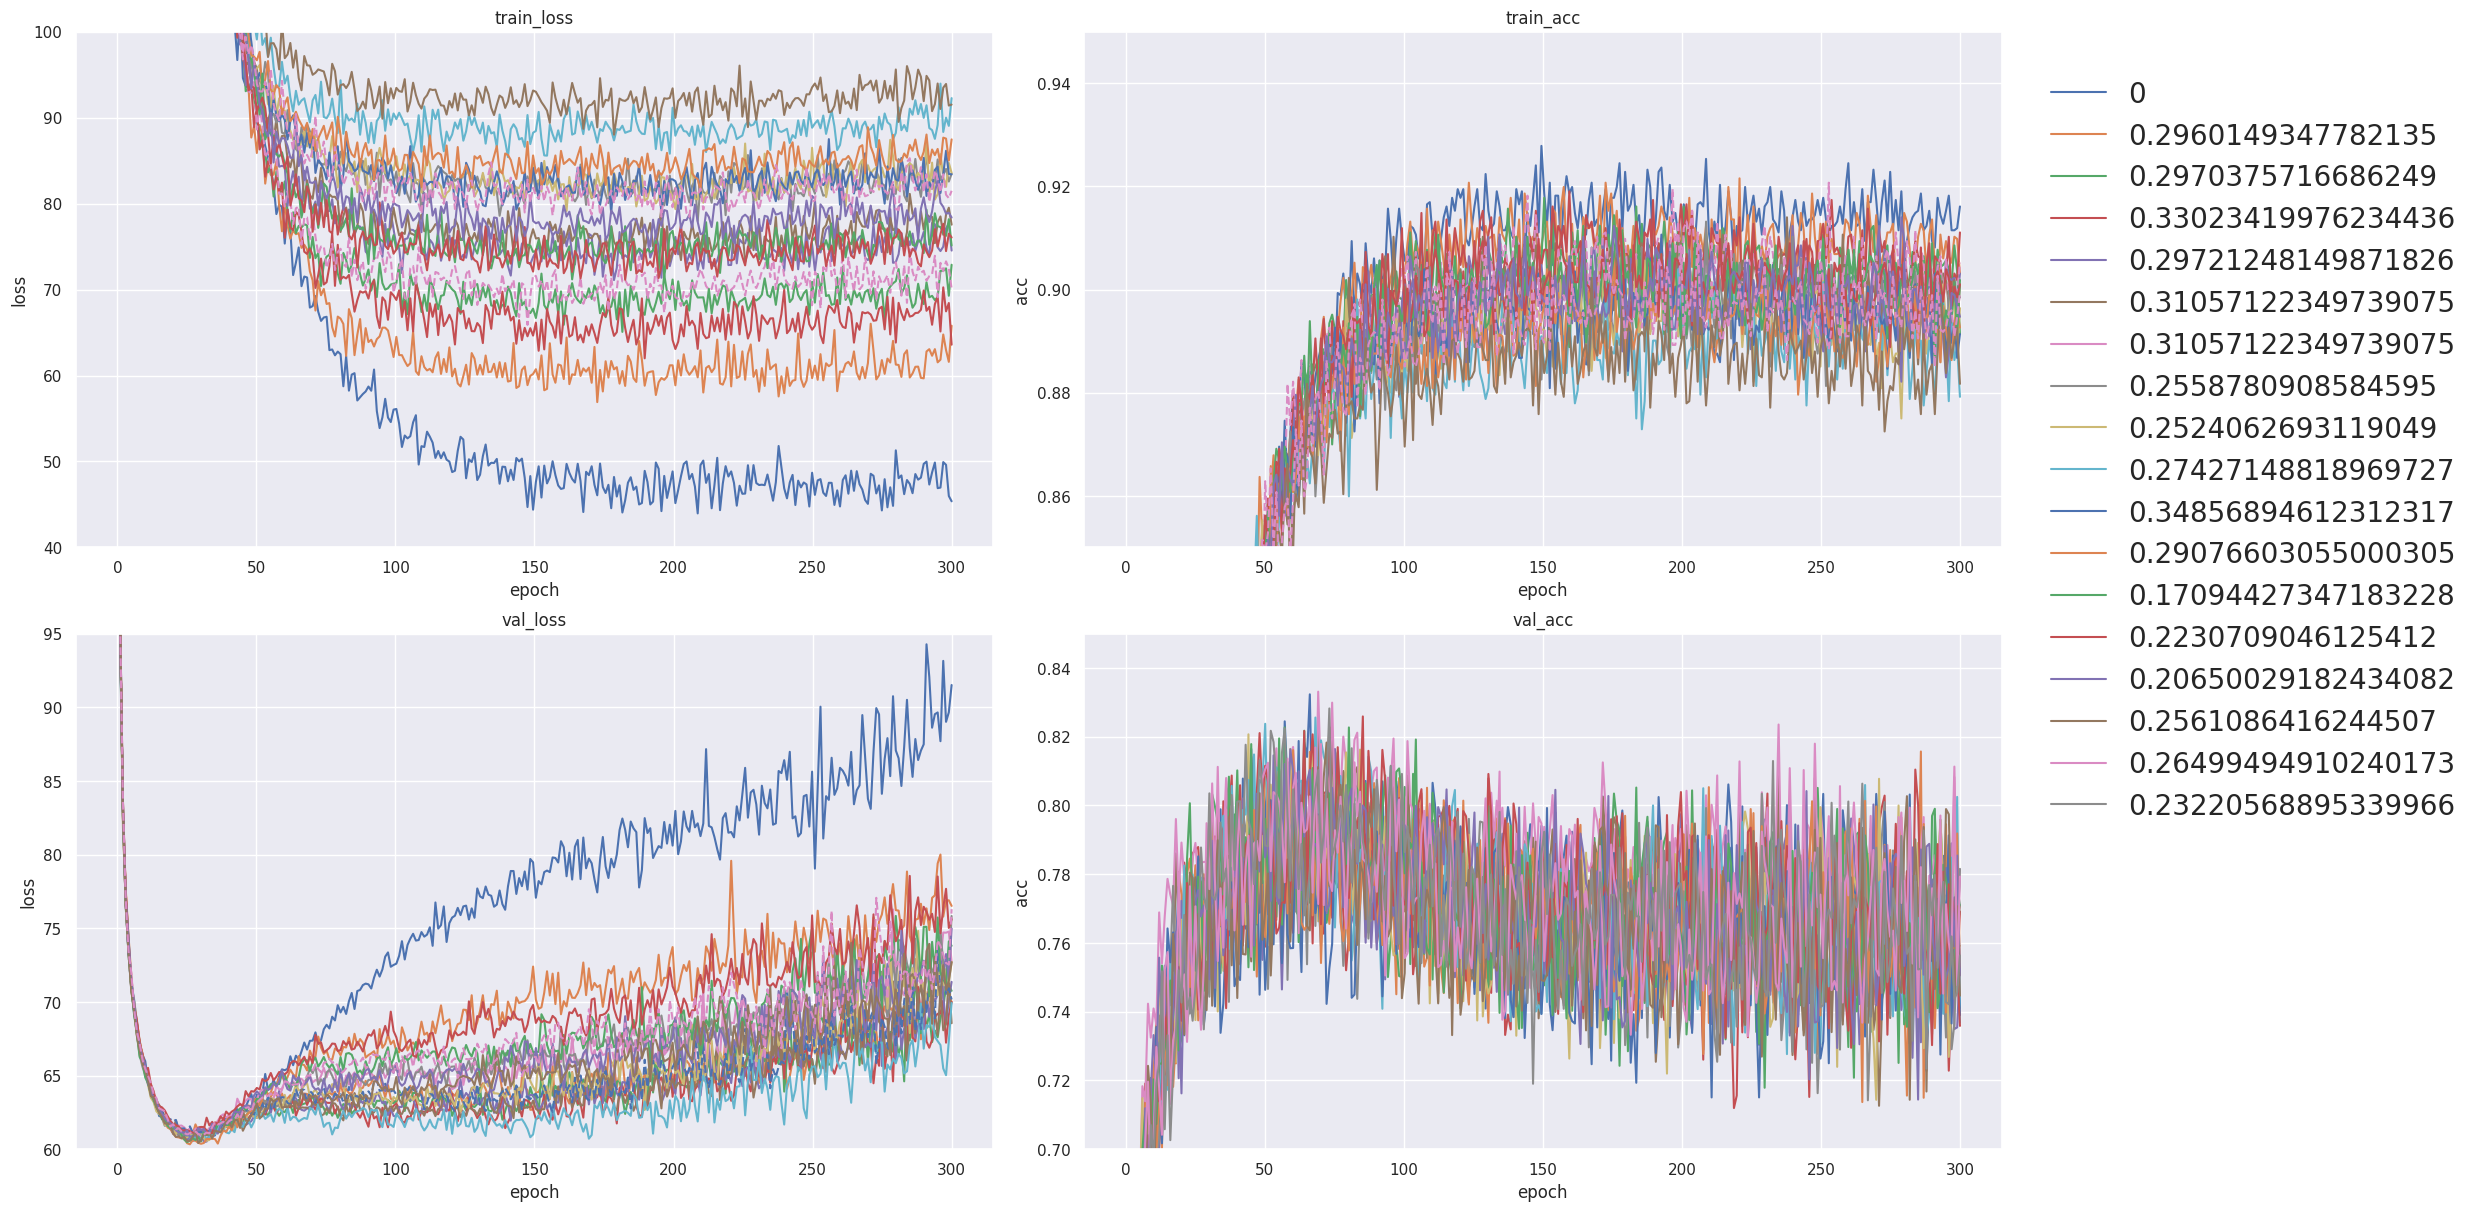 train_loss
100
90
80
70
60
50
40
loss
0 50 100 150 200 250 300
epoch
train_acc
0.94
0.92
0.90
0.88
0.86
acc
0 50 100 150 200 250 300
epoch
val_loss
95
90
85
80
75
70
65
60
loss
0 50 100 150 200 250 300
epoch
val_acc
0.84
0.82
0.80
0.78
0.76
0.74
0.72
0.70
acc
0 50 100 150 200 250 300
epoch
0
0.2960149347782135
0.2970375716686249
0.33023419976234436
0.29721248149871826
0.31057122349739075
0.31057122349739075
0.2558780908584595
0.2524062693119049
0.27427148818969727
0.34856894612312317
0.29076603055000305
0.17094427347183228
0.2230709046125412
0.20650029182434082
0.2561086416244507
0.26499494910240173
0.23220568895339966